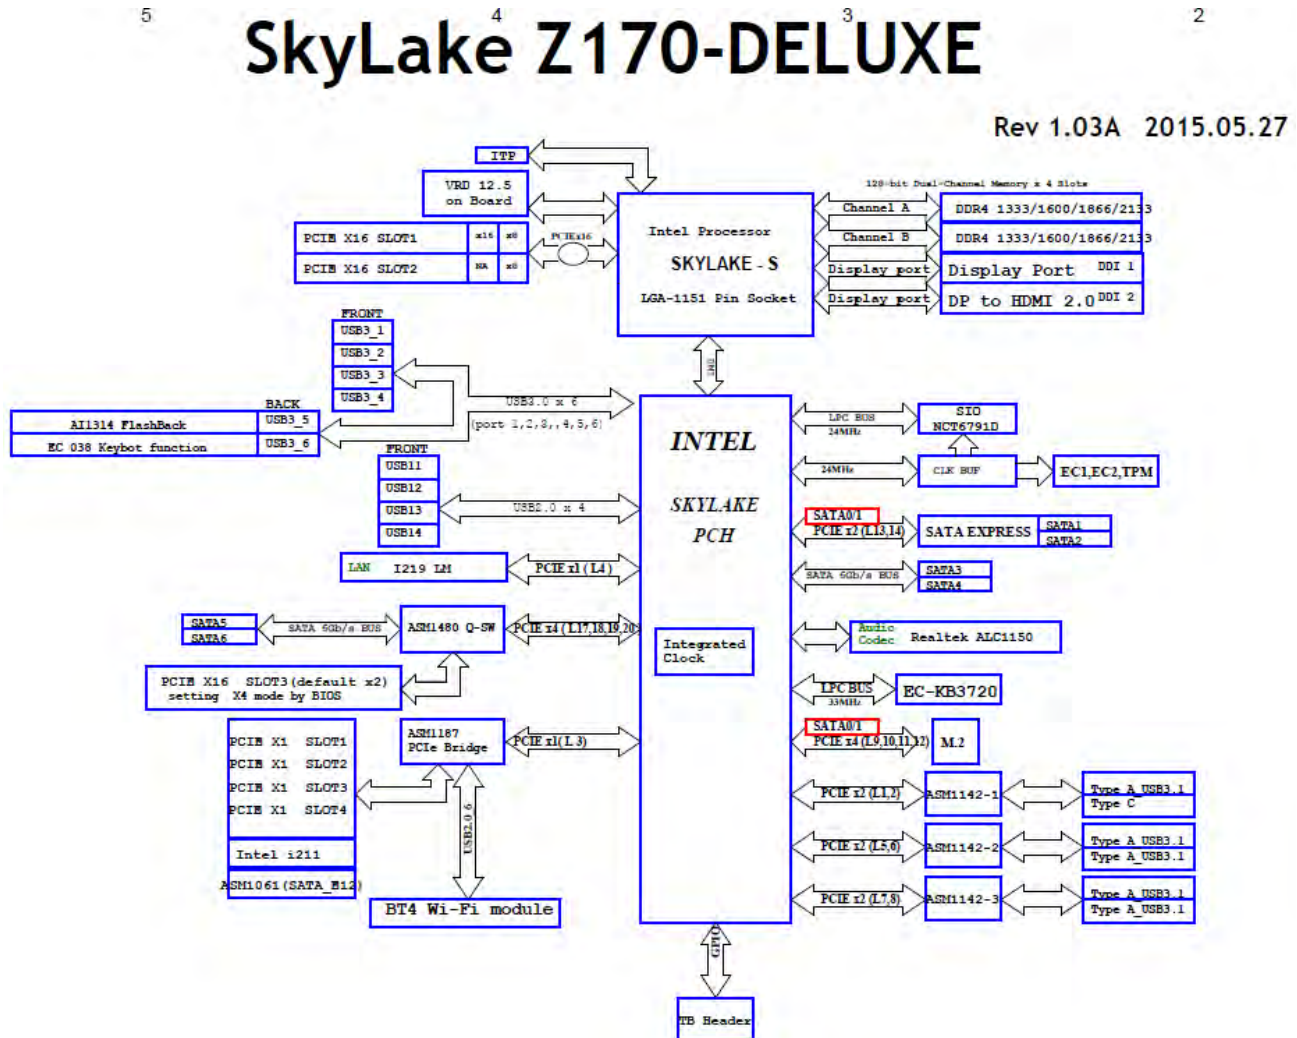 5 4 3 2
SkyLake Z170-DELUXE
Rev 1.03A 2015.05.27
ITP
VRD 12.5
on Board
PCIE X16 SLOT1 x16 x8
PCIE X16 SLOT2 NA x8
PCIEx16
Intel Processor
SKYLAKE - S
LGA-1151 Pin Socket
128-bit Dual-Channel Memory x 4 Slots
Channel A
DDR4 1333/1600/1866/2133
Channel B
DDR4 1333/1600/1866/2133
Display port
Display Port DDI 1
Display port
DP to HDMI 2.0 DDI 2
DMI
FRONT
USB3_1
USB3_2
USB3_3
USB3_4
BACK
AI1314 FlashBack USB3_5
EC 038 Keybot function USB3_6
USB3.0 x 6
(port 1,2,3,,4,5,6)
FRONT
USB11
USB12
USB13
USB14
USB2.0 x 4
LAN I219 LM
PCIE x1 ( L4 )
SATA5
SATA6
SATA 6Gb/s BUS
ASM1480 Q-SW
PCIE x4 ( L17,18,19,20)
PCIE X16 SLOT3(default x2)
setting X4 mode by BIOS
PCIE X1 SLOT1
PCIE X1 SLOT2
PCIE X1 SLOT3
PCIE X1 SLOT4
Intel i211
ASM1061(SATA_E12)
ASM1187
PCIe Bridge
PCIE x1( L 3)
USB2.0 6
BT4 Wi-Fi module
INTEL
SKYLAKE
PCH
Integrated
Clock
LPC BUS
24MHz
SIO
NCT6791D
24MHz
CLK BUF
EC1,EC2,TPM
SATA0/1
PCIE x2 (L13,14)
SATA EXPRESS
SATA1
SATA2
SATA 6Gb/s BUS
SATA3
SATA4
Audio
Codec Realtek ALC1150
LPC BUS
33MHz
EC-KB3720
SATA0/1
PCIE x4 (L9,10,11,12)
M.2
PCIE x2 (L1,2)
ASM1142-1
Type A_USB3.1
Type C
PCIE x2 (L5,6)
ASM1142-2
Type A_USB3.1
Type A_USB3.1
PCIE x2 (L7,8)
ASM1142-3
Type A_USB3.1
Type A_USB3.1
GPIO
TB Header